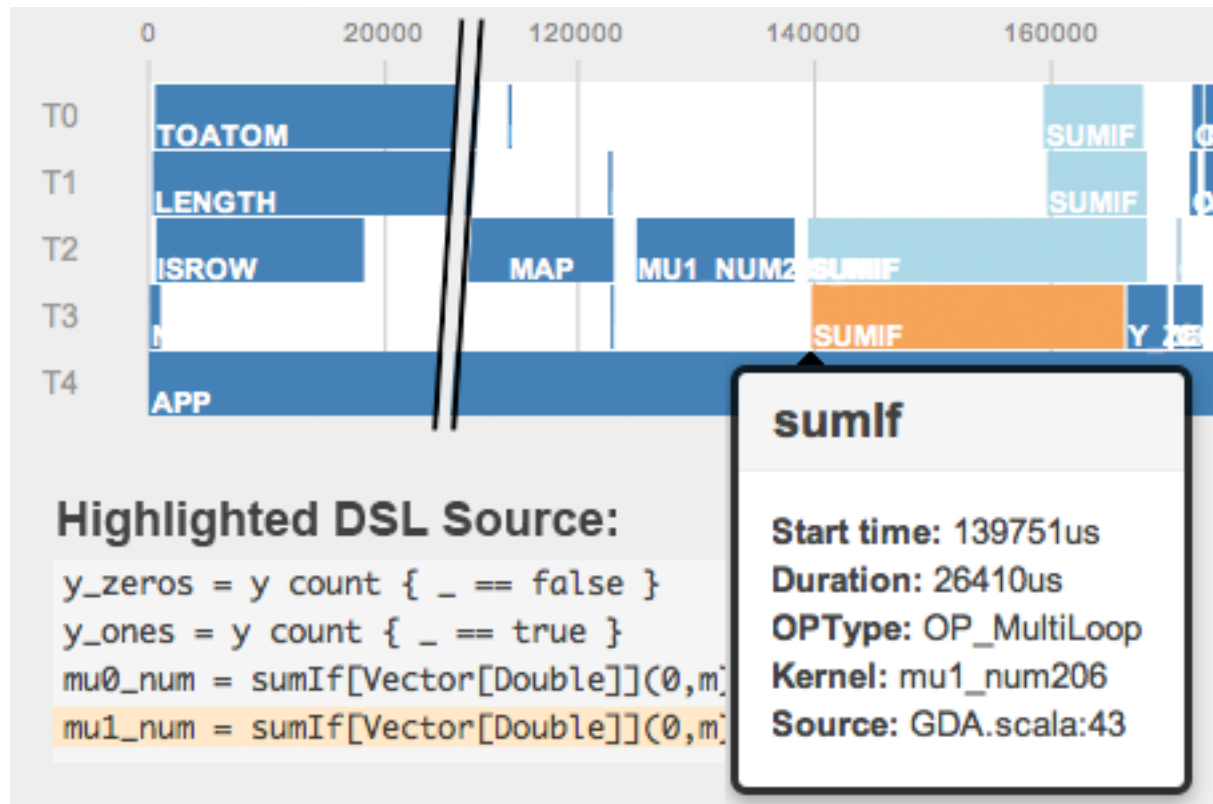 0 20000 120000 140000 160000
T0 TOATOM SUMIF
T1 LENGTH SUMIF
T2 ISROW MAP MU1_NUM2 SUMIF
T3 SUMIF
T4 APP
sumIf
Start time: 139751us
Duration: 26410us
OPType: OP_MultiLoop
Kernel: mu1_num206
Source: GDA.scala:43
Highlighted DSL Source:
y_zeros = y count { _ == false }
y_ones = y count { _ == true }
mu0_num = sumIf[Vector[Double]](0,m)
mu1_num = sumIf[Vector[Double]](0,m)